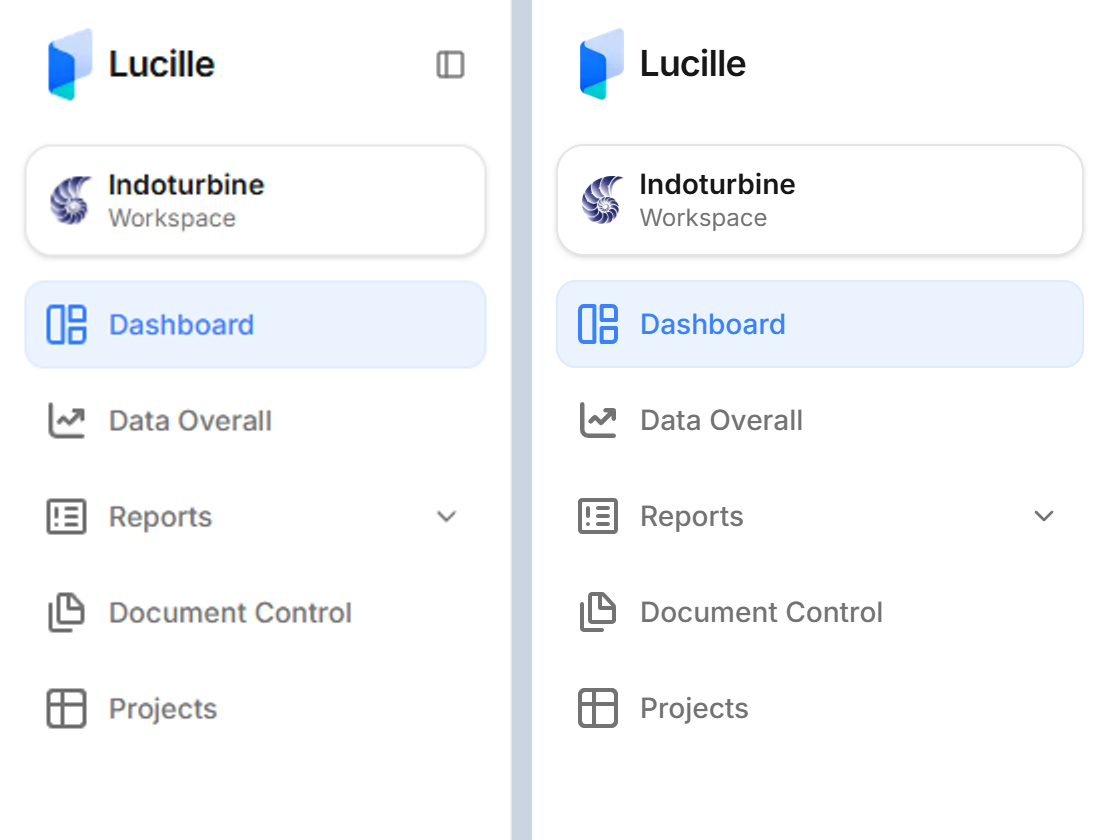 Lucille
Indoturbine
Workspace
Dashboard
Data Overall
Reports
Document Control
Projects
Lucille
Indoturbine
Workspace
Dashboard
Data Overall
Reports
Document Control
Projects